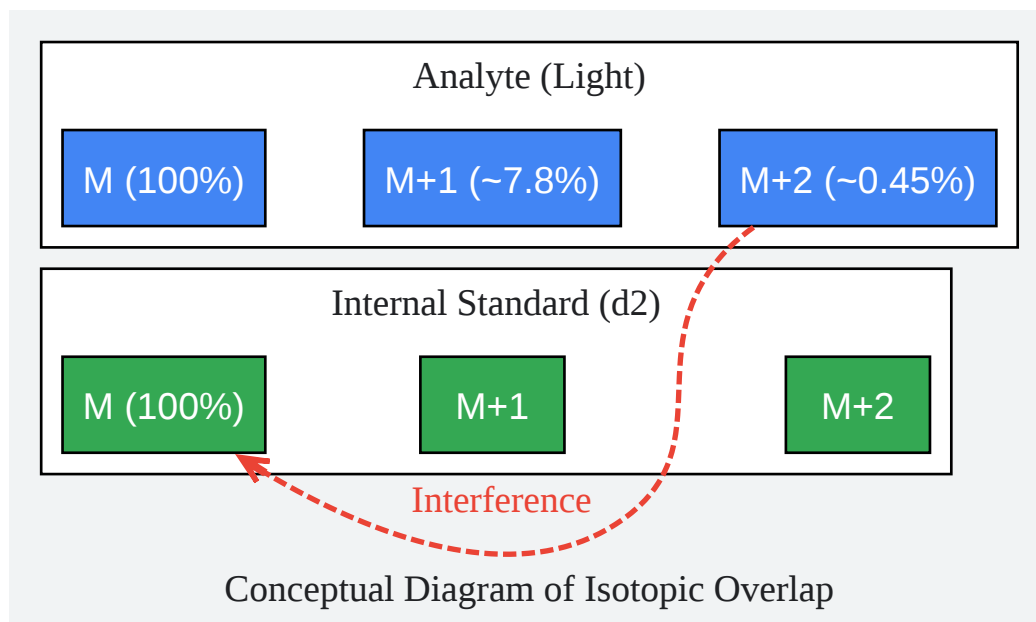 Analyte (Light)
M (100%)
M+1 (~7.8%)
M+2 (~0.45%)
Internal Standard (d2)
M (100%)
M+1
M+2
Interference
Conceptual Diagram of Isotopic Overlap